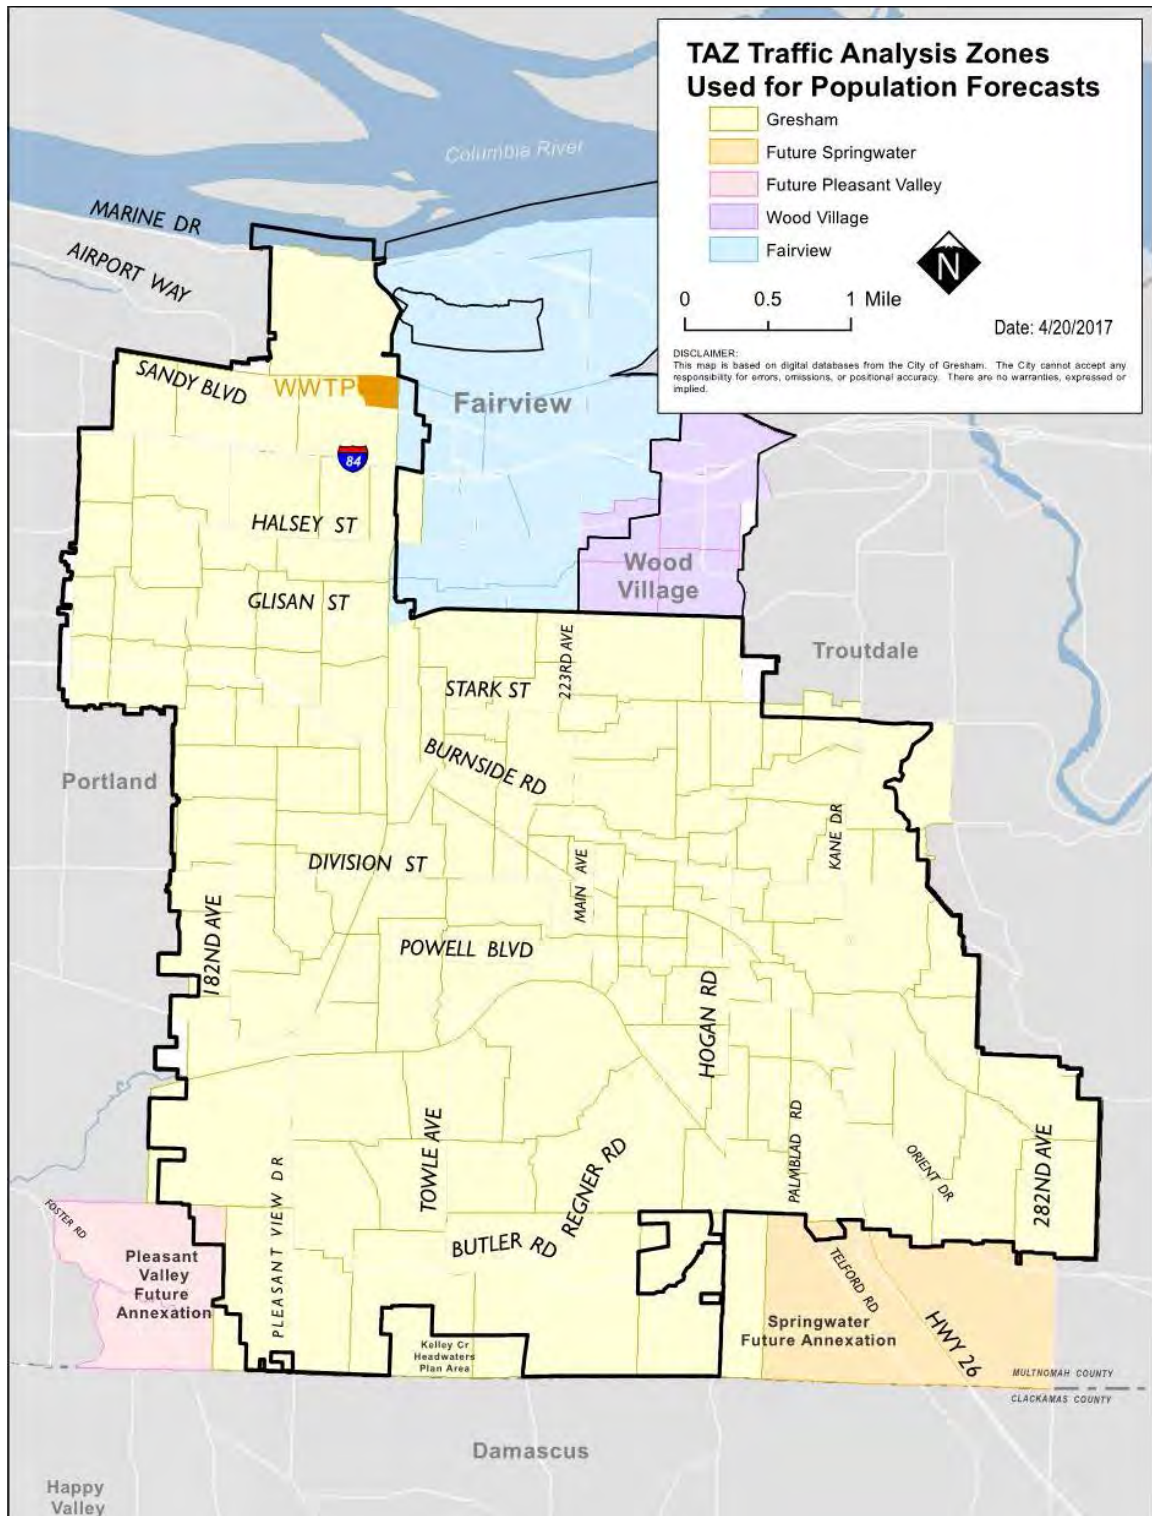 TAZ Traffic Analysis Zones
Used for Population Forecasts
Gresham
Future Springwater
Future Pleasant Valley
Wood Village
Fairview
N
0 0.5 1 Mile
Date: 4/20/2017
DISCLAIMER:
This map is based on digital databases from the City of Gresham. The City cannot accept any
responsibility for errors, omissions, or positional accuracy. There are no warranties, expressed or
implied.
Columbia River
MARINE DR
AIRPORT WAY
SANDY BLVD
WWTP
Fairview
84
HALSEY ST
Wood
Village
GLISAN ST
Troutdale
223RD AVE
STARK ST
BURNSIDE RD
Portland
KANE DR
DIVISION ST
MAIN AVE
182ND AVE
POWELL BLVD
HOGAN RD
TOWLE AVE
PALMBLAD RD
REGNER RD
ORIENT DR
282ND AVE
PLEASANT VIEW DR
FOSTER RD
BUTLER RD
Pleasant
Valley
Future
Annexation
TELFORD RD
Springwater
Future Annexation
HWY 26
Kelley Cr
Headwaters
Plan Area
MULTNOMAH COUNTY
CLACKAMAS COUNTY
Damascus
Happy
Valley